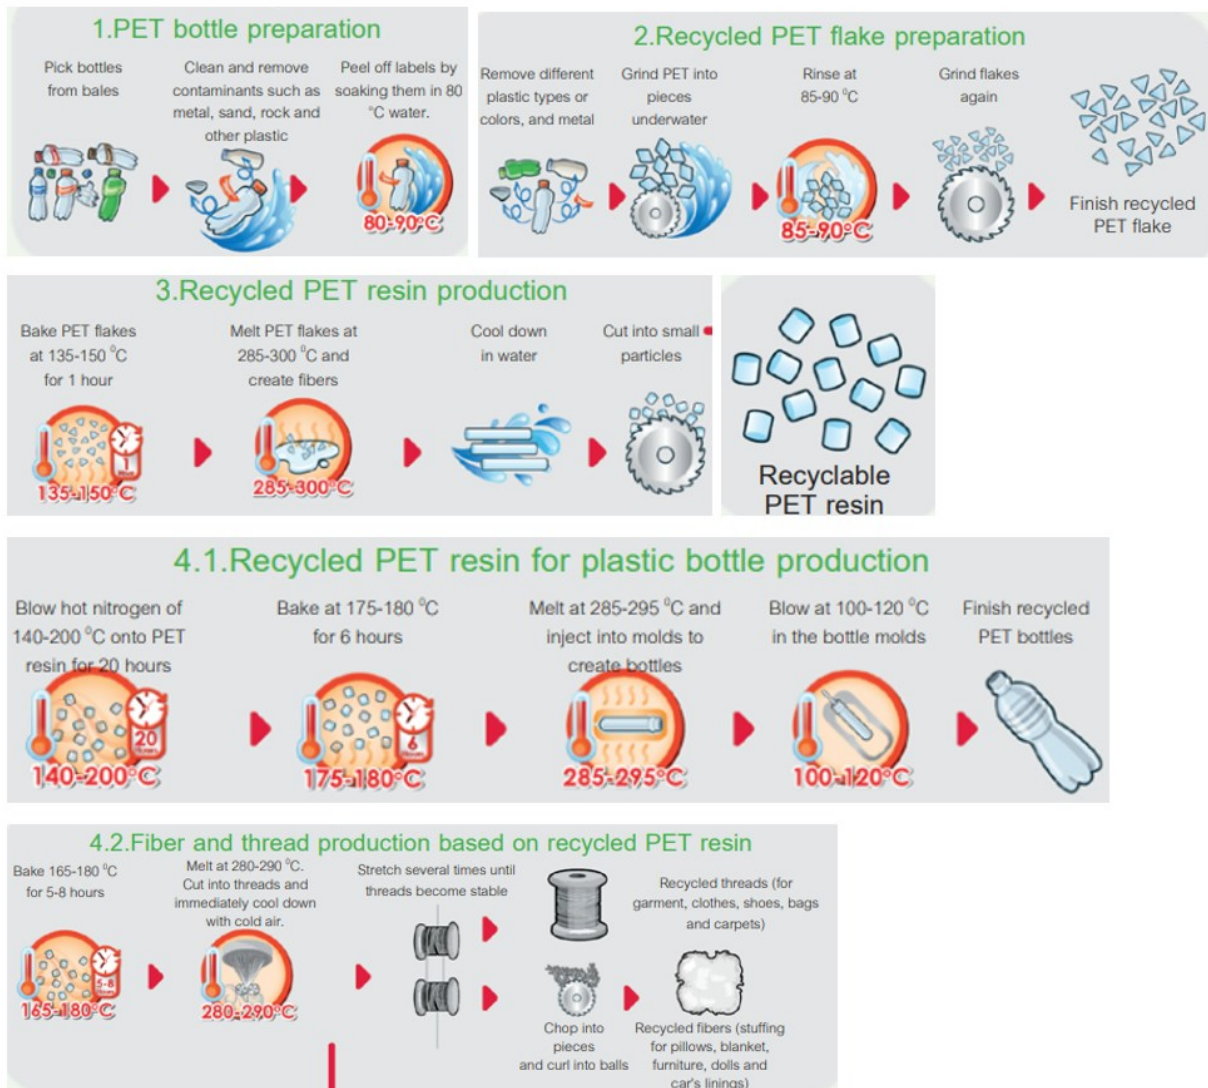 1.PET bottle preparation
Pick bottles
from bales
Clean and remove
contaminants such as
metal, sand, rock and
other plastic
Peel off labels by
soaking them in 80
°C water.
80-90°C
2.Recycled PET flake preparation
Remove different
plastic types or
colors, and metal
Grind PET into
pieces
underwater
Rinse at
85-90 ⁰C
85-90°C
Grind flakes
again
Finish recycled
PET flake
3.Recycled PET resin production
Bake PET flakes
at 135-150 ⁰C
for 1 hour
1
135-150°C
Melt PET flakes at
285-300 ⁰C and
create fibers
285-300°C
Cool down
in water
Cut into small
particles
Recyclable
PET resin
4.1.Recycled PET resin for plastic bottle production
Blow hot nitrogen of
140-200 ⁰C onto PET
resin for 20 hours
20
140-200°C
Bake at 175-180 ⁰C
for 6 hours
6
175-180°C
Melt at 285-295 ⁰C and
inject into molds to
create bottles
285-295°C
Blow at 100-120 ⁰C
in the bottle molds
100-120°C
Finish recycled
PET bottles
4.2.Fiber and thread production based on recycled PET resin
Bake 165-180 ⁰C
for 5-8 hours
5-8
165-180°C
Melt at 280-290 ⁰C.
Cut into threads and
immediately cool down
with cold air.
280-290°C
Stretch several times until
threads become stable
Recycled threads (for
garment, clothes, shoes, bags
and carpets)
Chop into
pieces
and curl into balls
Recycled fibers (stuffing
for pillows, blanket,
furniture, dolls and
car's linings)